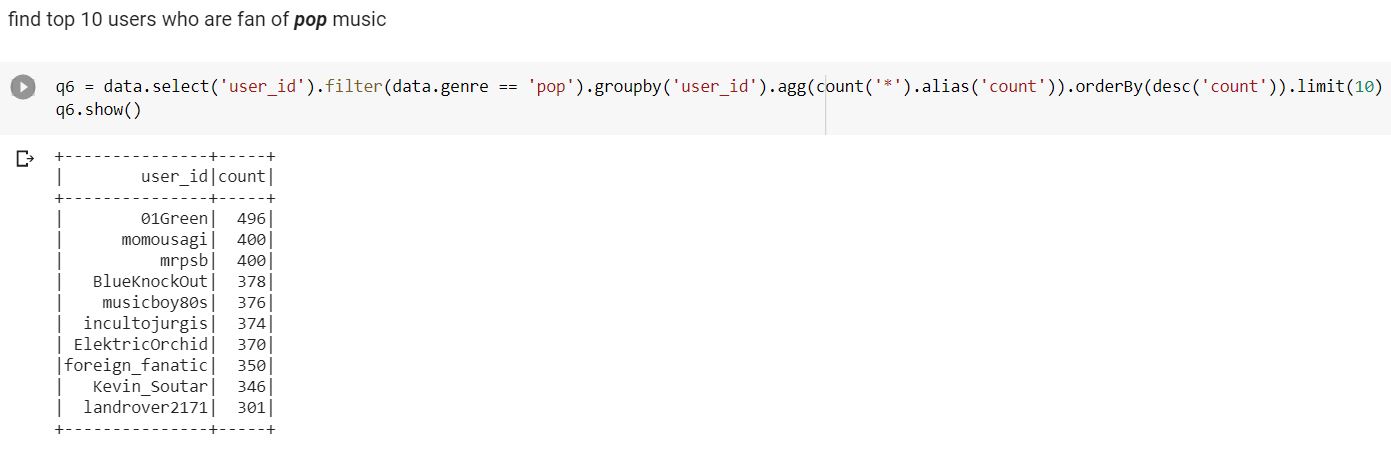 find top 10 users who are fan of pop music
q6 = data.select('user_id').filter(data.genre == 'pop').groupby('user_id').agg(count('*').alias('count')).orderBy(desc('count')).limit(10)
q6.show()
+---------------+-----+
|        user_id|count|
+---------------+-----+
|        01Green|  496|
|      momousagi|  400|
|          mrpsb|  400|
|   BlueKnockOut|  378|
|    musicboy80s|  376|
|  incultojurgis|  374|
| ElektricOrchid|  370|
|foreign_fanatic|  350|
|   Kevin_Soutar|  346|
|  landrover2171|  301|
+---------------+-----+